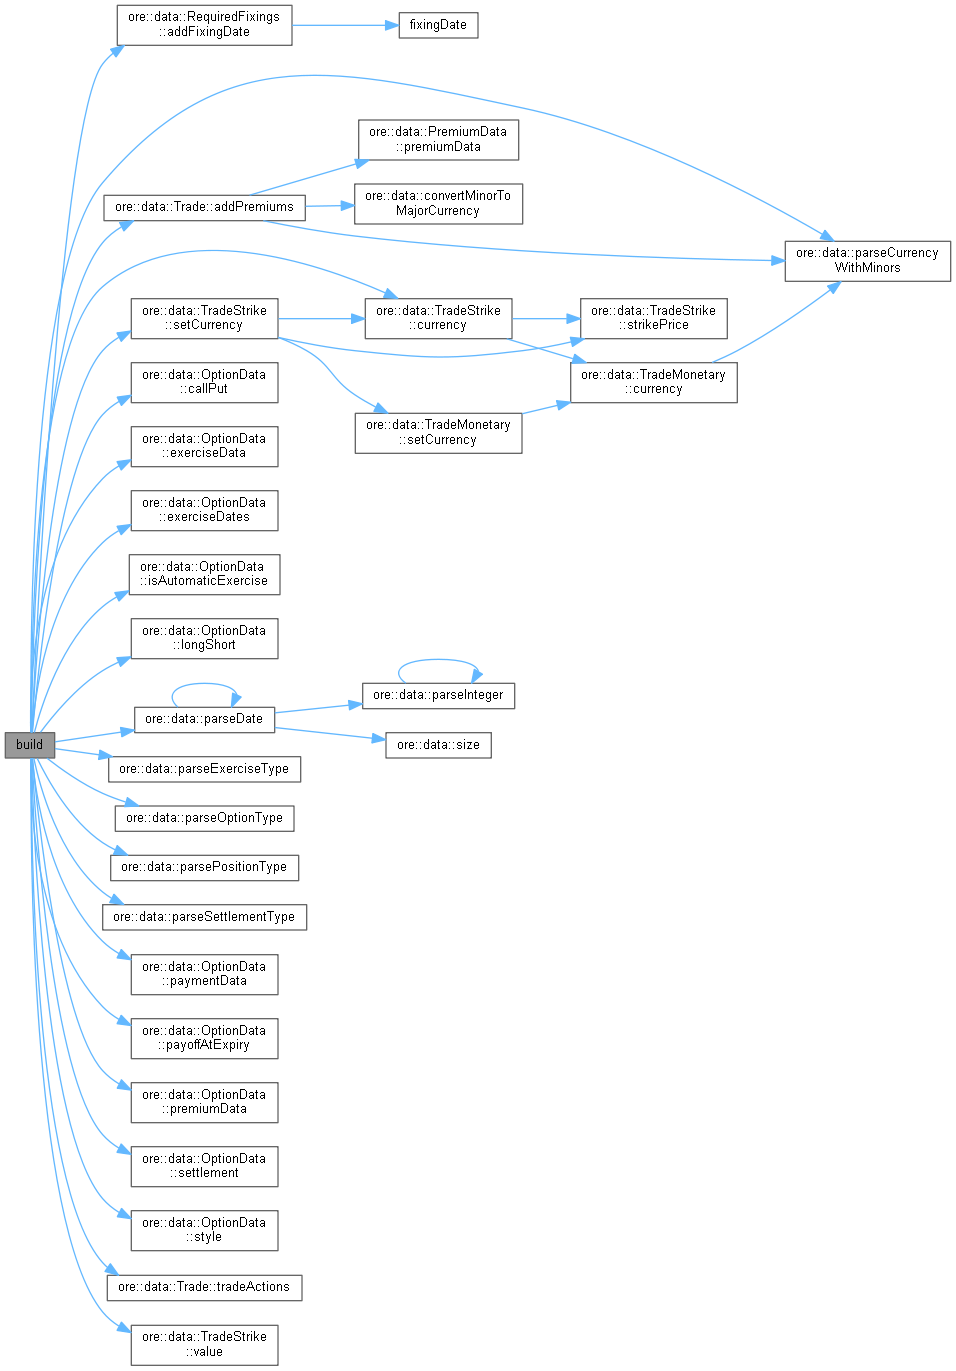 ore::data::RequiredFixings
::addFixingDate
fixingDate
ore::data::PremiumData
::premiumData
ore::data::Trade::addPremiums
ore::data::convertMinorTo
MajorCurrency
ore::data::parseCurrency
WithMinors
ore::data::TradeStrike
::setCurrency
ore::data::TradeStrike
::currency
ore::data::TradeStrike
::strikePrice
ore::data::TradeMonetary
::currency
ore::data::TradeMonetary
::setCurrency
ore::data::OptionData
::callPut
ore::data::OptionData
::exerciseData
ore::data::OptionData
::exerciseDates
ore::data::OptionData
::isAutomaticExercise
ore::data::OptionData
::longShort
ore::data::parseInteger
ore::data::parseDate
ore::data::size
build
ore::data::parseExerciseType
ore::data::parseOptionType
ore::data::parsePositionType
ore::data::parseSettlementType
ore::data::OptionData
::paymentData
ore::data::OptionData
::payoffAtExpiry
ore::data::OptionData
::premiumData
ore::data::OptionData
::settlement
ore::data::OptionData
::style
ore::data::Trade::tradeActions
ore::data::TradeStrike
::value